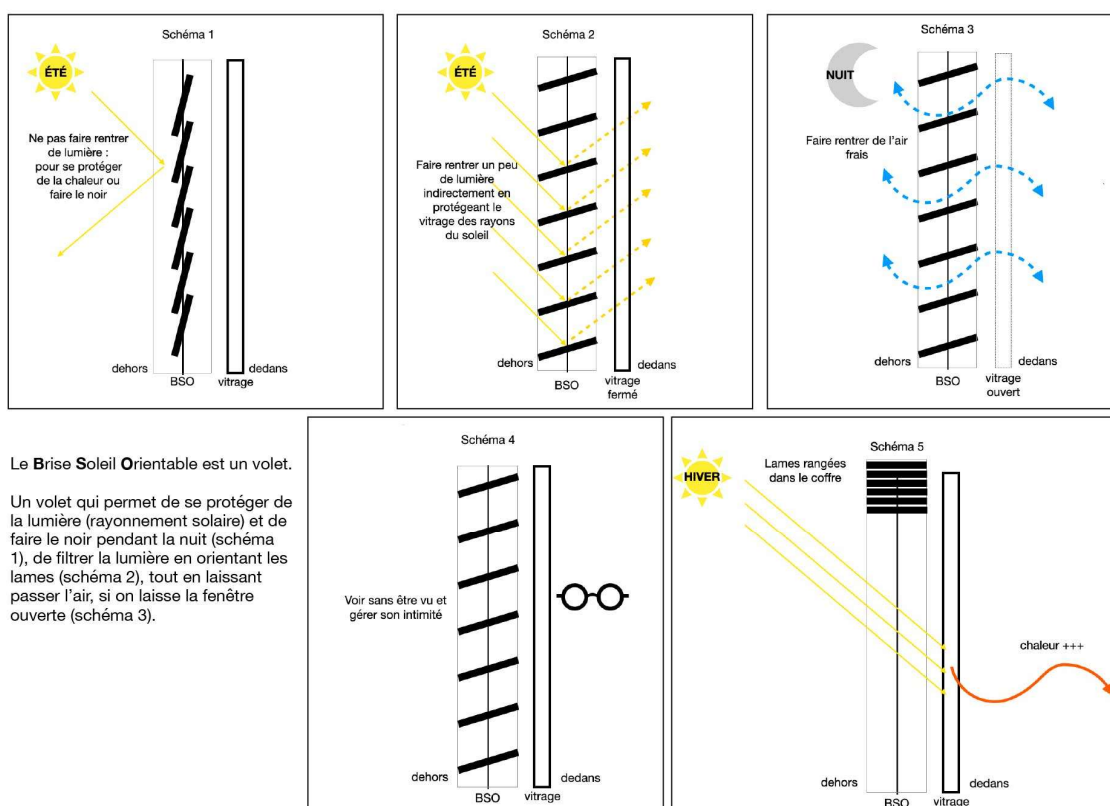 Schéma 1
ÉTÉ
Ne pas faire rentrer
de lumière :
pour se protéger
de la chaleur ou
faire le noir
dehors
dedans
BSO
vitrage
Schéma 2
ÉTÉ
Faire rentrer un peu
de lumière
indirectement en
protégeant le
vitrage des rayons
du soleil
dehors
dedans
BSO
vitrage
fermé
Schéma 3
NUIT
Faire rentrer de l'air
frais
dehors
dedans
BSO
vitrage
ouvert
Le Brise Soleil Orientable est un volet.
Un volet qui permet de se protéger de
la lumière (rayonnement solaire) et de
faire le noir pendant la nuit (schéma
1), de filtrer la lumière en orientant les
lames (schéma 2), tout en laissant
passer l'air, si on laisse la fenêtre
ouverte (schéma 3).
Schéma 4
Voir sans être vu et
gérer son intimité
dehors
dedans
BSO
vitrage
Schéma 5
HIVER
Lames rangées
dans le coffre
chaleur +++
dehors
dedans
BSO
vitrage